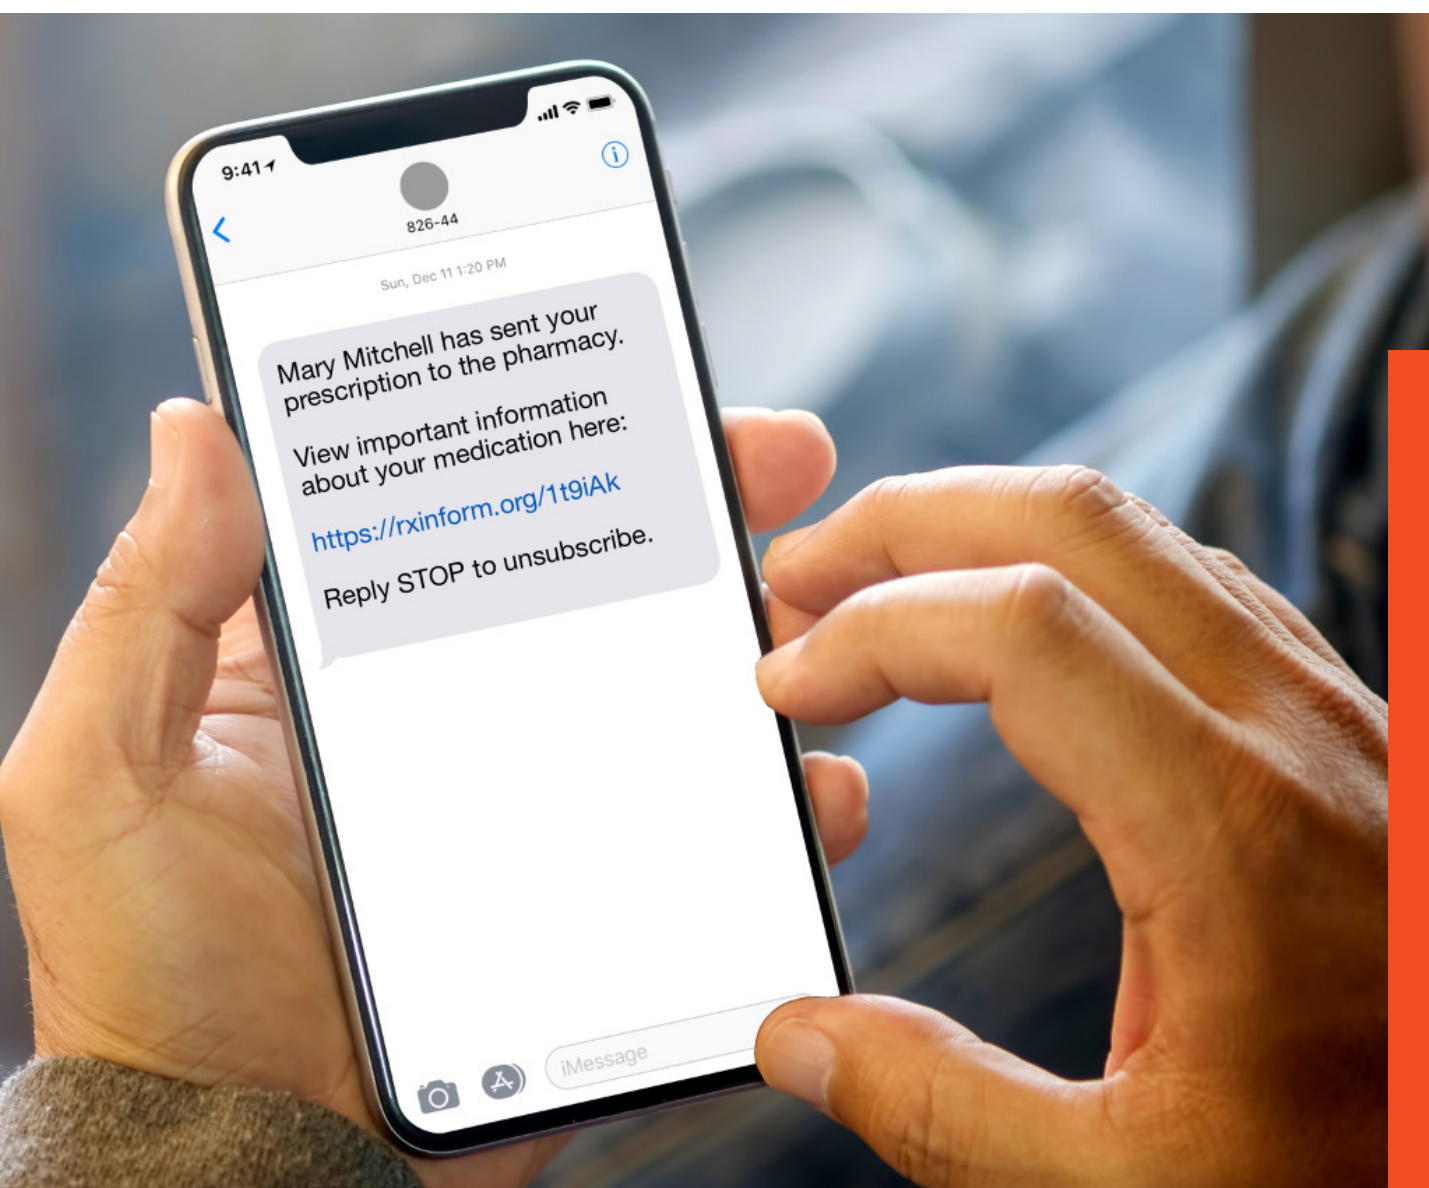 9:41
826-44
Sun, Dec 11 1:20 PM
Mary Mitchell has sent your
prescription to the pharmacy.
View important information
about your medication here:
https://rxinform.org/1t9iAk
Reply STOP to unsubscribe.
iMessage